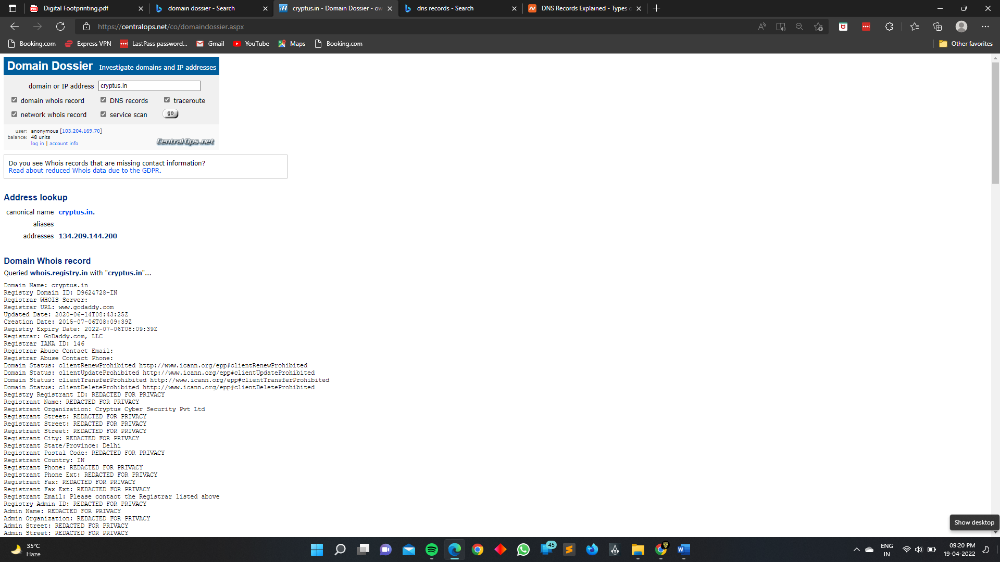 Digital Footprinting.pdf
domain dossier - Search
cryptus.in - Domain Dossier - ow
dns records - Search
DNS Records Explained - Types o
https://centralops.net/co/domaindossier.aspx
Booking.com
Express VPN
LastPass password...
Gmail
YouTube
Maps
Booking.com
Other favorites
Domain Dossier Investigate domains and IP addresses
domain or IP address cryptus.in
domain whois record DNS records traceroute
network whois record service scan go
user: anonymous [103.204.169.70]
balance: 48 units
log in | account info
CentralOps.net
Do you see Whois records that are missing contact information?
Read about reduced Whois data due to the GDPR.
Address lookup
canonical name cryptus.in.
aliases
addresses 134.209.144.200
Domain Whois record
Queried whois.registry.in with "cryptus.in"...
Domain Name: cryptus.in
Registry Domain ID: D9624728-IN
Registrar WHOIS Server:
Registrar URL: www.godaddy.com
Updated Date: 2020-06-14T08:43:25Z
Creation Date: 2015-07-06T08:09:39Z
Registry Expiry Date: 2022-07-06T08:09:39Z
Registrar: GoDaddy.com, LLC
Registrar IANA ID: 146
Registrar Abuse Contact Email:
Registrar Abuse Contact Phone:
Domain Status: clientRenewProhibited http://www.icann.org/epp#clientRenewProhibited
Domain Status: clientUpdateProhibited http://www.icann.org/epp#clientUpdateProhibited
Domain Status: clientTransferProhibited http://www.icann.org/epp#clientTransferProhibited
Domain Status: clientDeleteProhibited http://www.icann.org/epp#clientDeleteProhibited
Registry Registrant ID: REDACTED FOR PRIVACY
Registrant Name: REDACTED FOR PRIVACY
Registrant Organization: Cryptus Cyber Security Pvt Ltd
Registrant Street: REDACTED FOR PRIVACY
Registrant Street: REDACTED FOR PRIVACY
Registrant Street: REDACTED FOR PRIVACY
Registrant City: REDACTED FOR PRIVACY
Registrant State/Province: Delhi
Registrant Postal Code: REDACTED FOR PRIVACY
Registrant Country: IN
Registrant Phone: REDACTED FOR PRIVACY
Registrant Phone Ext: REDACTED FOR PRIVACY
Registrant Fax: REDACTED FOR PRIVACY
Registrant Fax Ext: REDACTED FOR PRIVACY
Registrant Email: Please contact the Registrar listed above
Registry Admin ID: REDACTED FOR PRIVACY
Admin Name: REDACTED FOR PRIVACY
Admin Organization: REDACTED FOR PRIVACY
Admin Street: REDACTED FOR PRIVACY
Admin Street: REDACTED FOR PRIVACY
Show desktop
35°C
Haze
45
ENG
IN
09:20 PM
19-04-2022